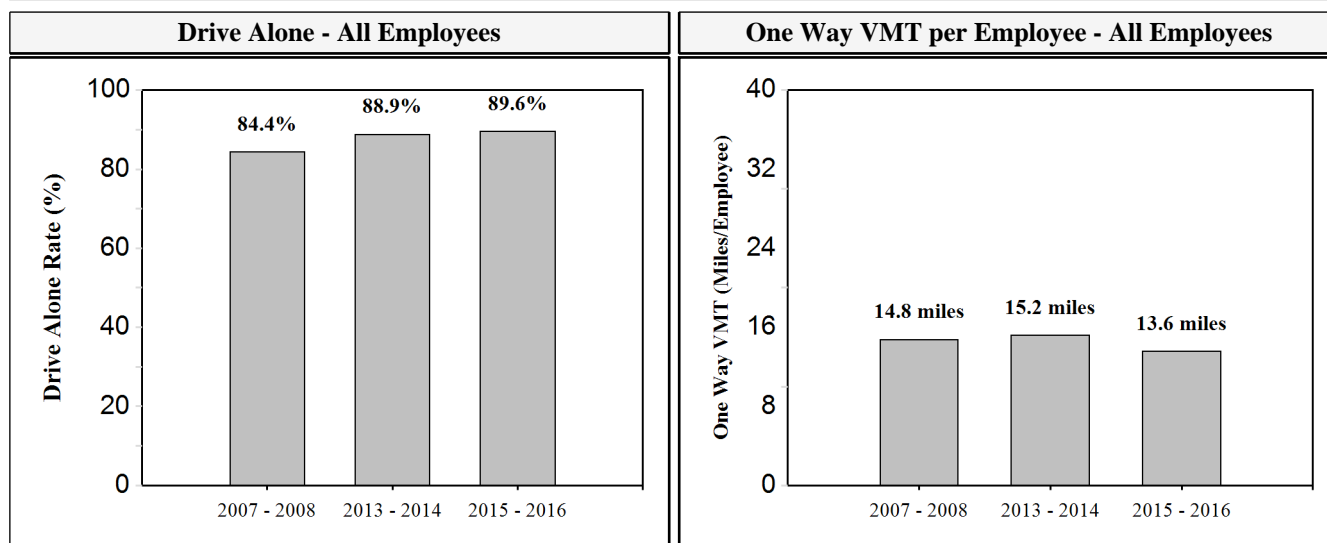 Drive Alone - All Employees
One Way VMT per Employee - All Employees
Drive Alone Rate (%)
100
80
60
40
20
0
84.4%
88.9%
89.6%
2007 - 2008
2013 - 2014
2015 - 2016
One Way VMT (Miles/Employee)
40
32
24
16
8
0
14.8 miles
15.2 miles
13.6 miles
2007 - 2008
2013 - 2014
2015 - 2016